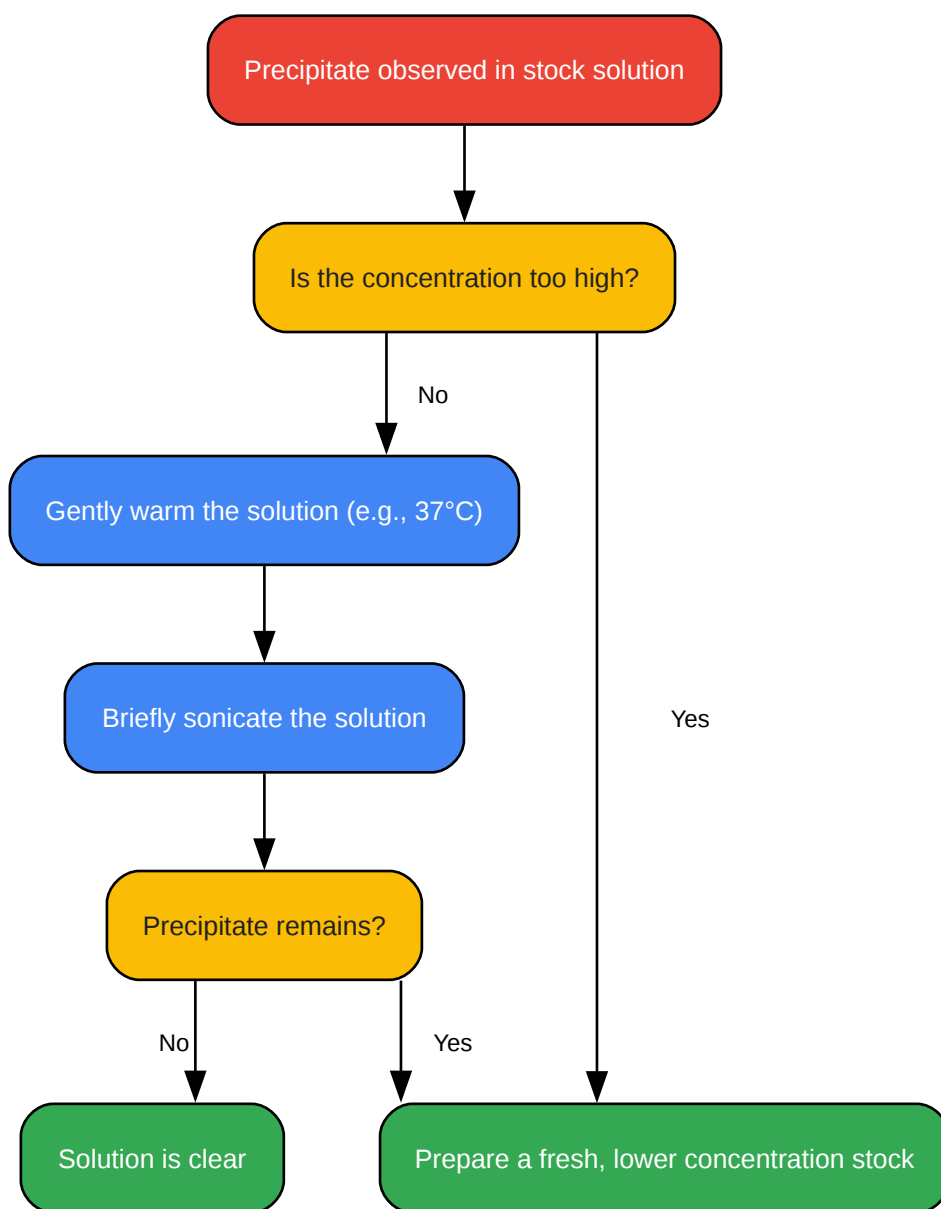 Precipitate observed in stock solution
Is the concentration too high?
No
Gently warm the solution (e.g., 37°C)
Briefly sonicate the solution
Yes
Precipitate remains?
No
Yes
Solution is clear
Prepare a fresh, lower concentration stock